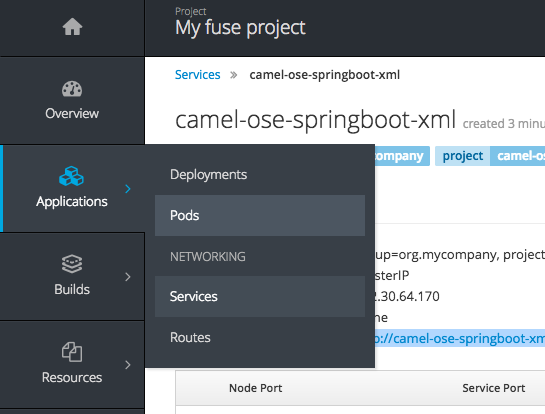 Project
My fuse project
Services » camel-ose-springboot-xml
camel-ose-springboot-xml created 3 minu
company project camel-os
Overview
Applications
Builds
Resources
Deployments
Pods
NETWORKING
Services
Routes
up=org.mycompany, project
sterIP
2.30.64.170
ne
p://camel-ose-springboot-xm
Node Port Service Port